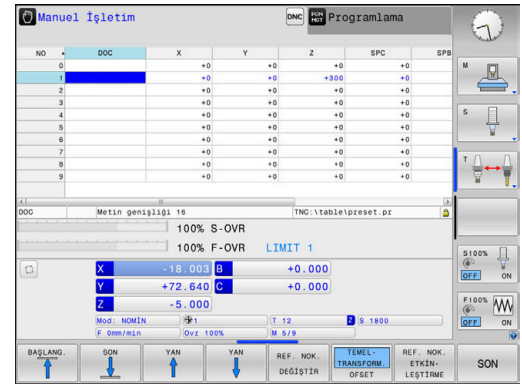 Manuel İşletim
DNC
PGM MGT
Programlama
NO DOC X Y Z SPC SPB
0 +0 +0 +0 +0
1 +0 +0 +300 +0
2 +0 +0 +0 +0
3 +0 +0 +0 +0
4 +0 +0 +0 +0
5 +0 +0 +0 +0
6 +0 +0 +0 +0
7 +0 +0 +0 +0
8 +0 +0 +0 +0
9 +0 +0 +0 +0
DOC Metin genişliği 16 TNC:\table\preset.pr
100% S-OVR
100% F-OVR LIMIT 1
X -18.003 B +0.000
Y +72.640 C +0.000
Z -5.000
Mod: NOMİN 1 T 12 Z S 1800
F 0mm/min Ovr 100% M 5/9
M
S
T
S100%
OFF ON
F100%
OFF ON
BAŞLANG.
SON
YAN
YAN
REF. NOK.
DEĞİŞTİR
TEMEL-
TRANSFORM.
OFSET
REF. NOK.
ETKİN-
LEŞTİRME
SON